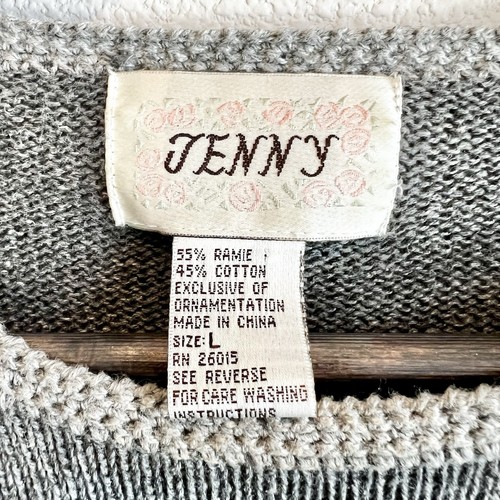 JENNY
55% RAMIE
45% COTTON
EXCLUSIVE OF
ORNAMENTATION
MADE IN CHINA
SIZE: L
RN 26015
SEE REVERSE
FOR CARE WASHING
INSTRUCTIONS